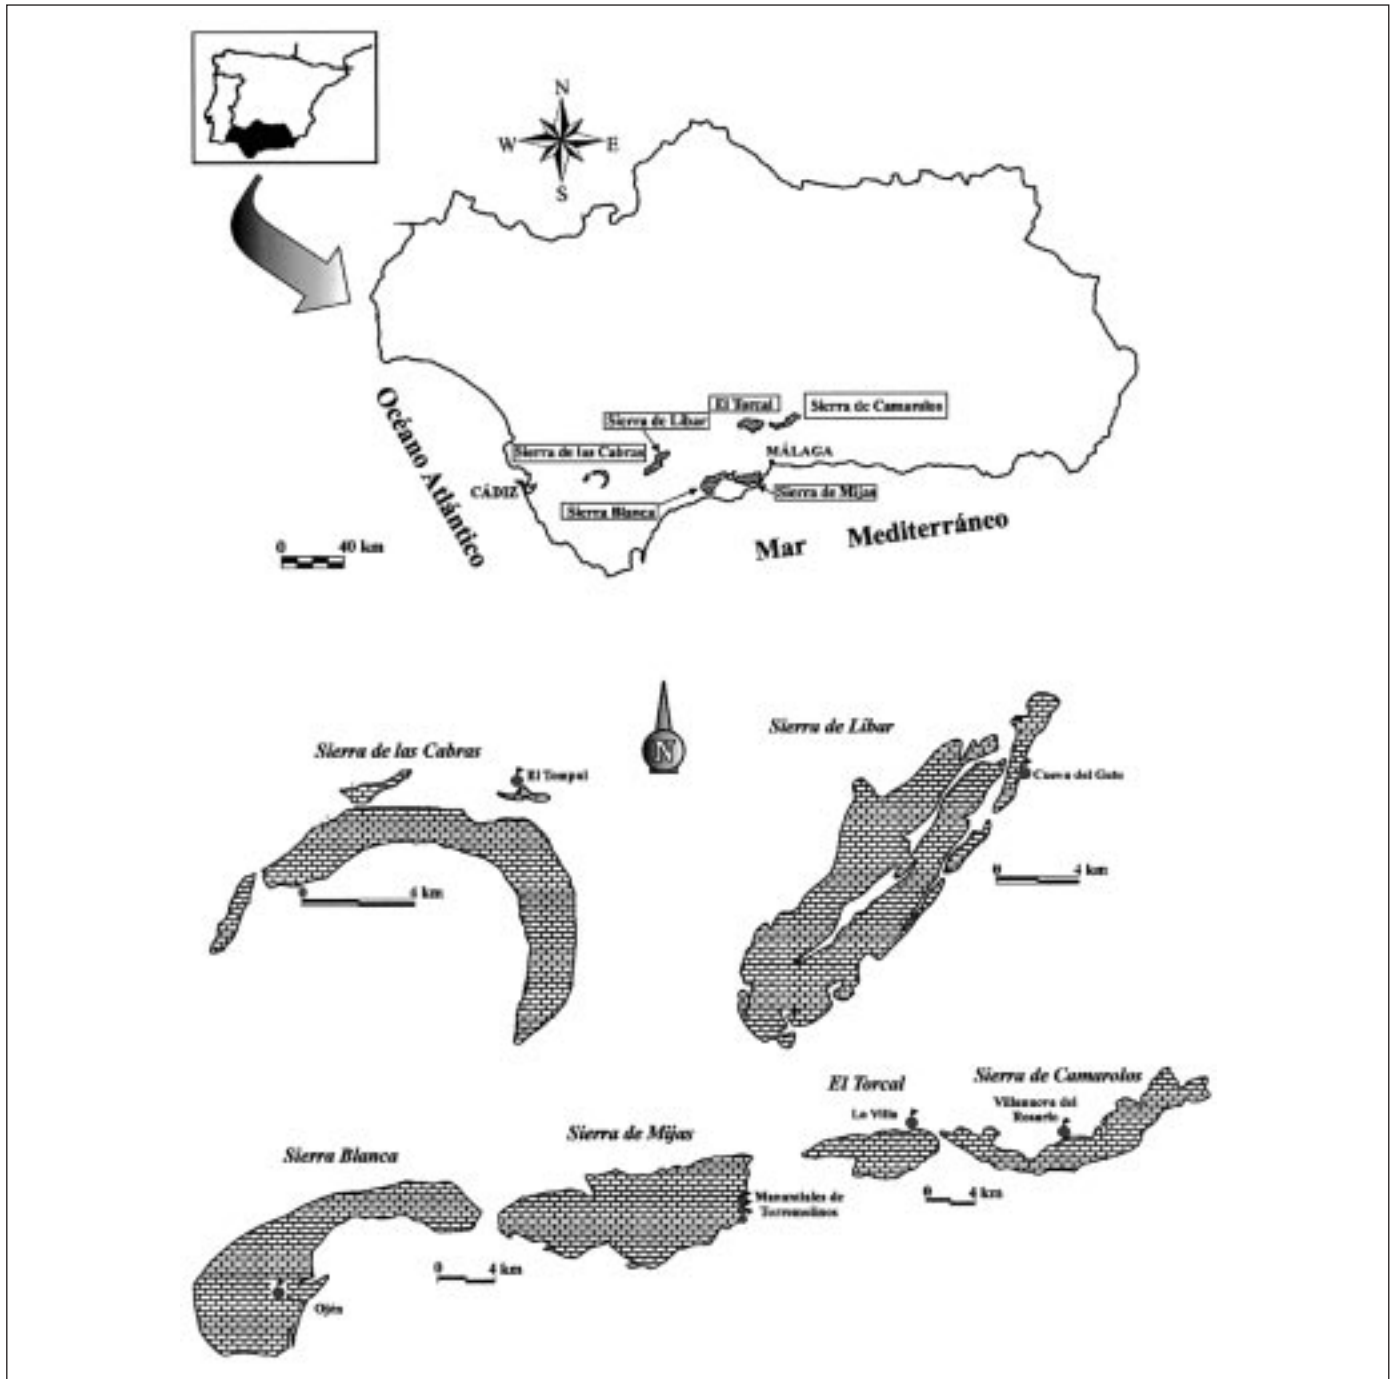 N
W E
S
Océano Atlántico
El Torcal
Sierra de Camarolos
Sierra de Líbar
Sierra de las Cabras
MÁLAGA
CÁDIZ
Sierra de Mijas
Sierra Blanca
Mar Mediterráneo
0 40 km
Sierra de las Cabras
El Tempul
0 4 km
N
Sierra de Líbar
Cueva del Gato
0 4 km
El Torcal
La Villa
Sierra de Camarolos
Villanueva del
Rosario
0 4 km
Sierra Blanca
Ojén
0 4 km
Sierra de Mijas
Manantiales de
Torremolinos